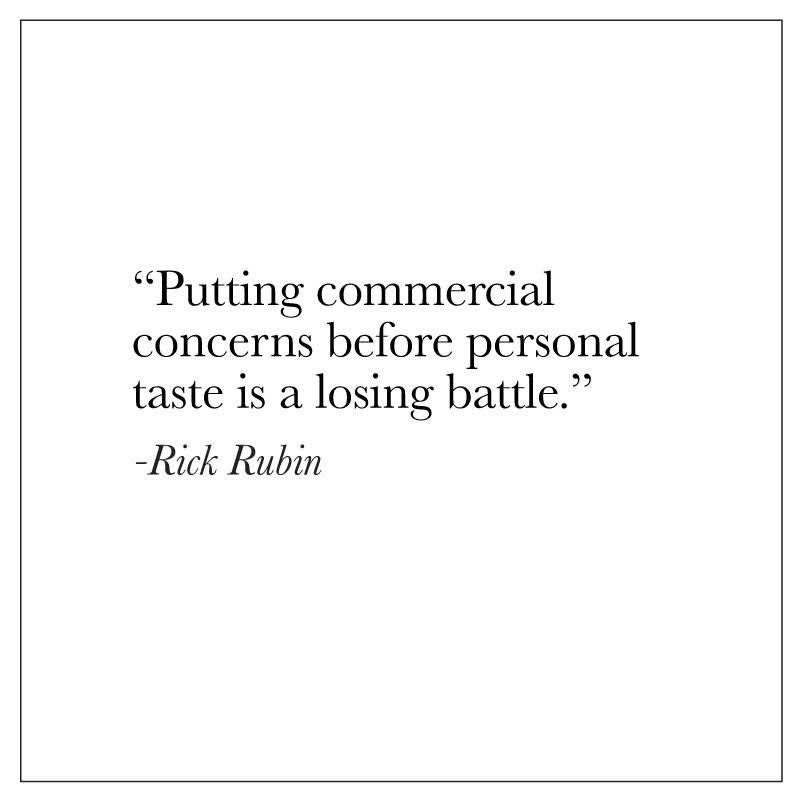 “Putting commercial
concerns before personal
taste is a losing battle.”
-Rick Rubin